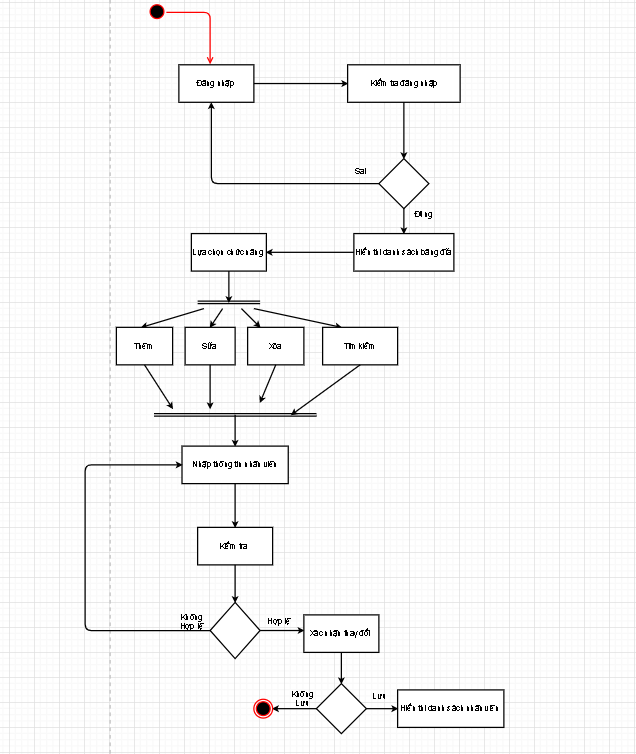 Đăng nhập
Kiểm tra đăng nhập
Sai
Đúng
Lựa chọn chức năng
Hiển thị danh sách băng đĩa
Thêm
Sửa
Xóa
Tìm kiếm
Nhập thông tin nhân viên
Kiểm tra
Không
Hợp lệ
Hợp lệ
Xác nhận thay đổi
Không
Lưu
Lưu
Hiển thị danh sách nhân viên